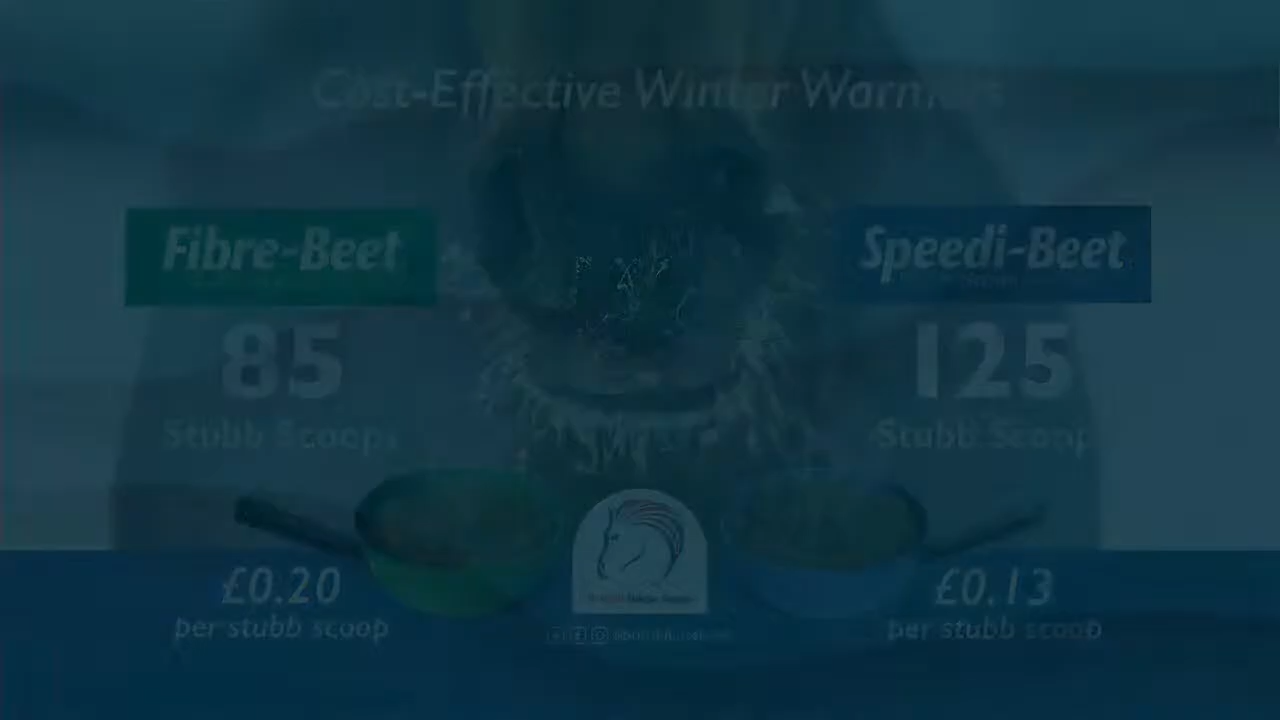 Cost-Effective Winter Warmers
Fibre-Beet
Speedi-Beet
85
125
Stubb Scoops
Stubb Scoops
£0.20
£0.13
per stubb scoop
per stubb scoop